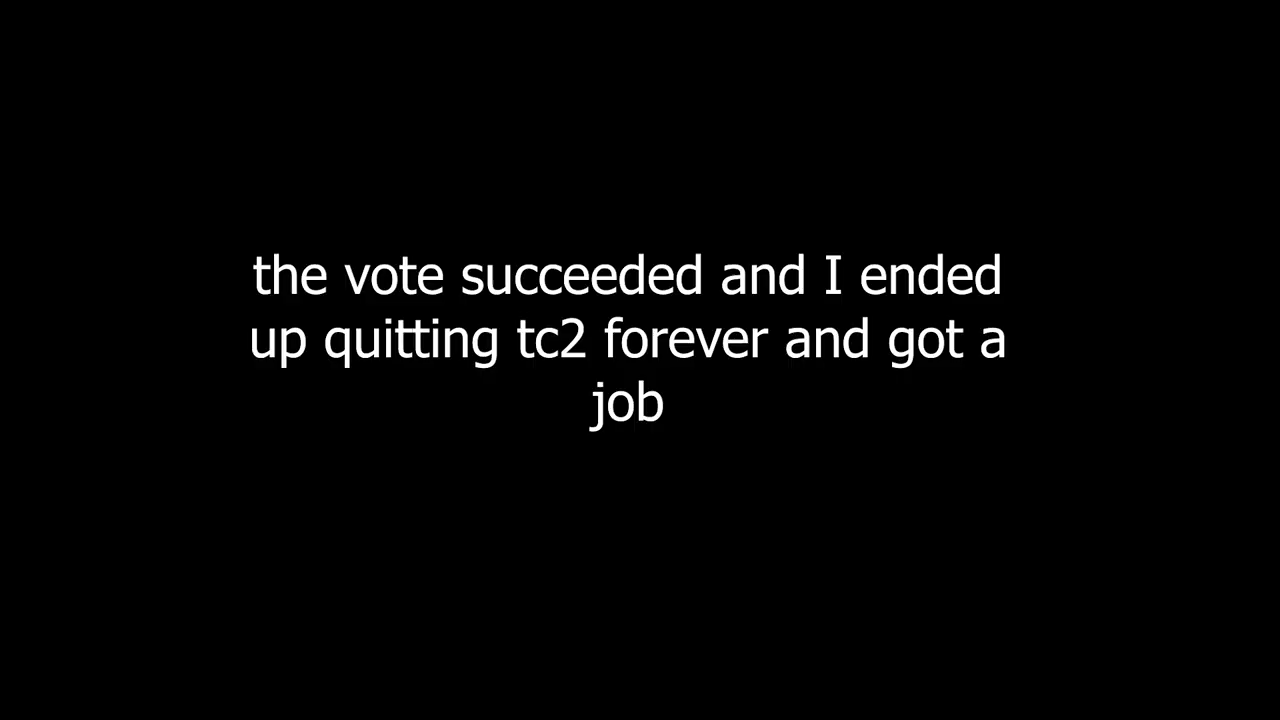 the vote succeeded and I ended
up quitting tc2 forever and got a
job